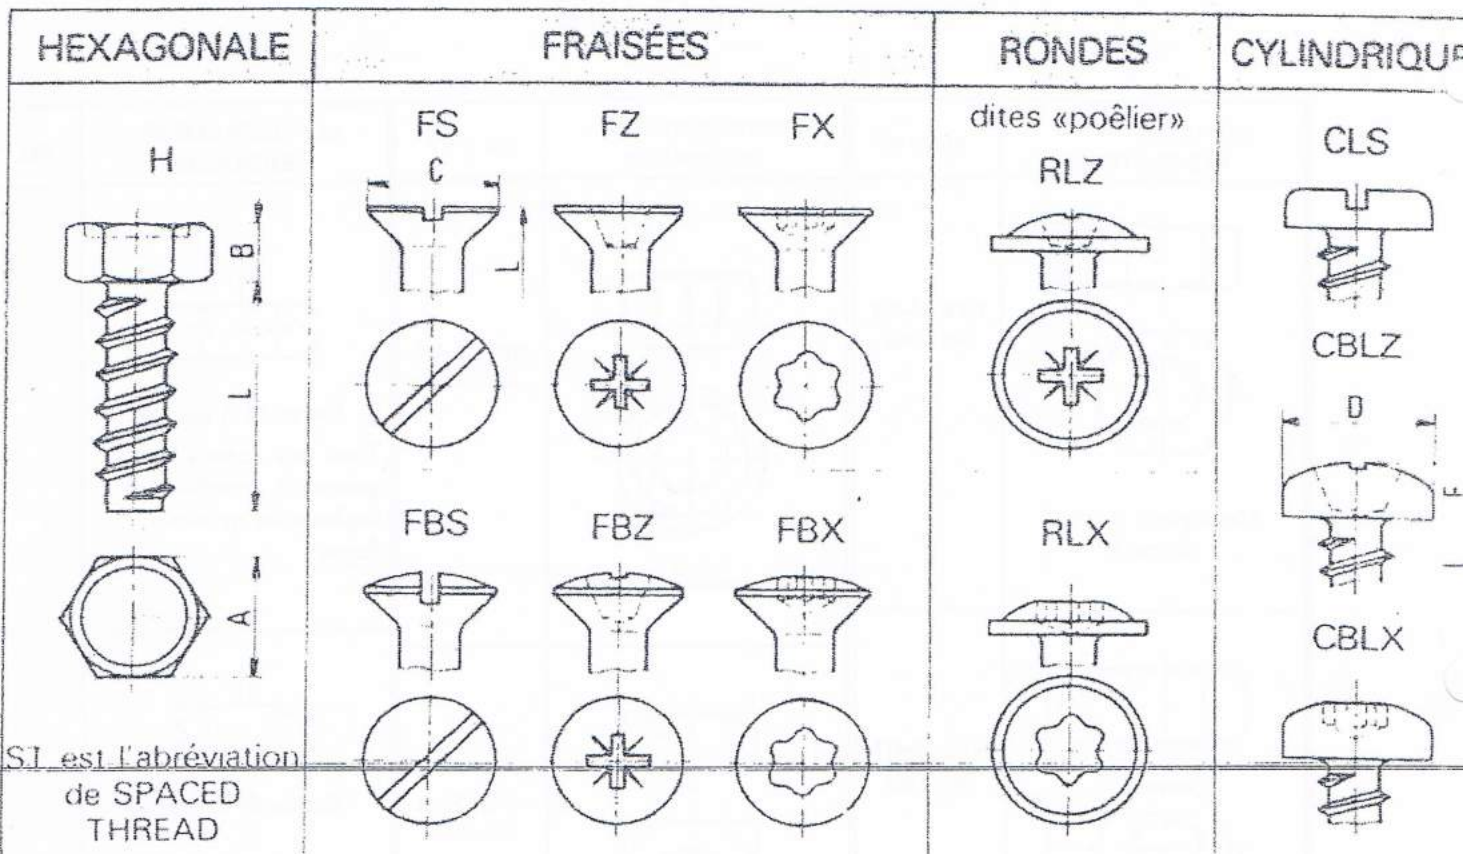 HEXAGONALE
FRAISÉES
RONDES
CYLINDRIQUE
H
B
L
A
S.T est l'abréviation
de SPACED
THREAD
FS
FZ
FX
C
L
FBS
FBZ
FBX
dites «poêlier»
RLZ
RLX
CLS
CBLZ
D
CBLX